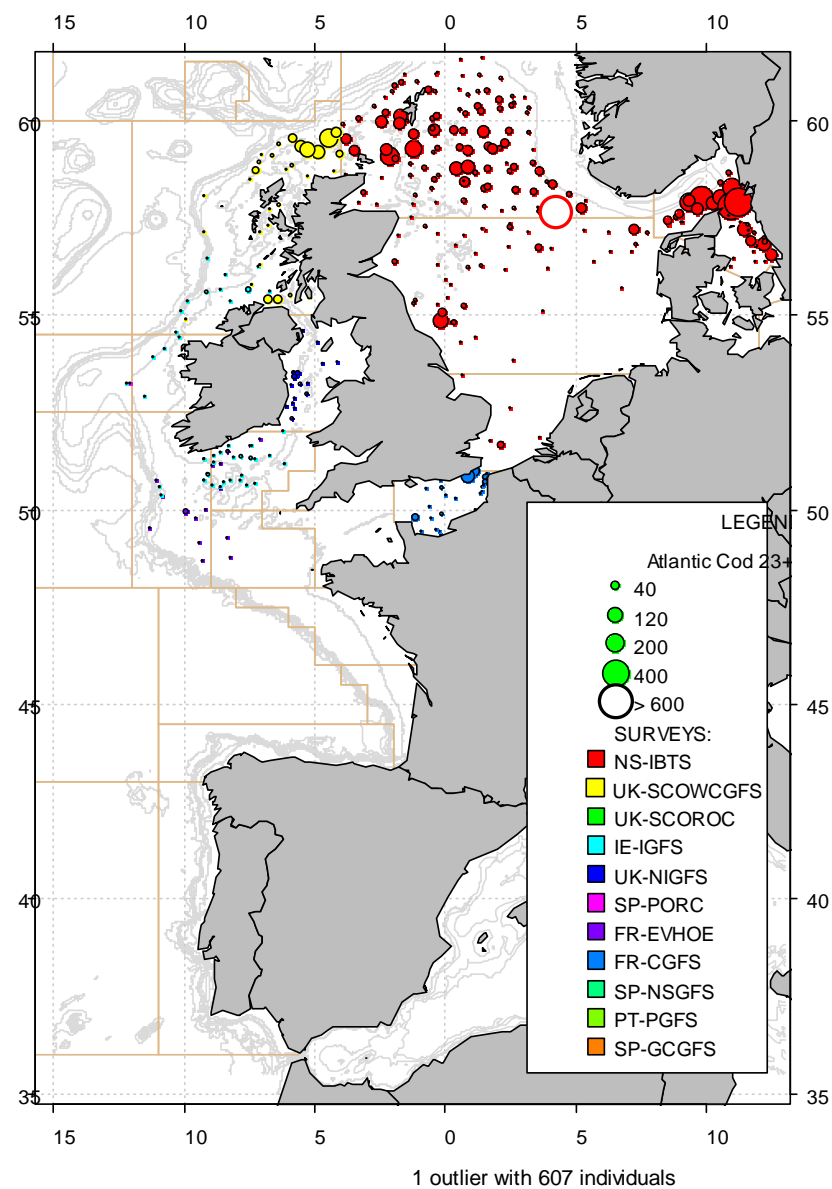 15 10 5 0 5 10
60 60
55 55
50 50
LEGEN
Atlantic Cod 23+
40
120
200
400
> 600
45 45
SURVEYS:
NS-IBTS
UK-SCOWCGFS
UK-SCOROC
IE-IGFS
UK-NIGFS
40 40
SP-PORC
FR-EVHOE
FR-CGFS
SP-NSGFS
PT-PGFS
SP-GCGFS
35 35
15 10 5 0 5 10
1 outlier with 607 individuals